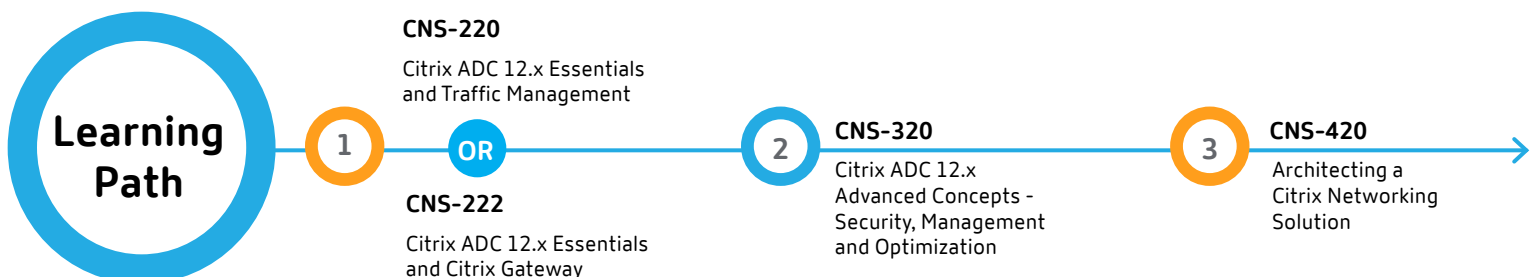 Learning
Path
1
CNS-220
Citrix ADC 12.x Essentials
and Traffic Management
OR
CNS-222
Citrix ADC 12.x Essentials
and Citrix Gateway
2
CNS-320
Citrix ADC 12.x
Advanced Concepts -
Security, Management
and Optimization
3
CNS-420
Architecting a
Citrix Networking
Solution